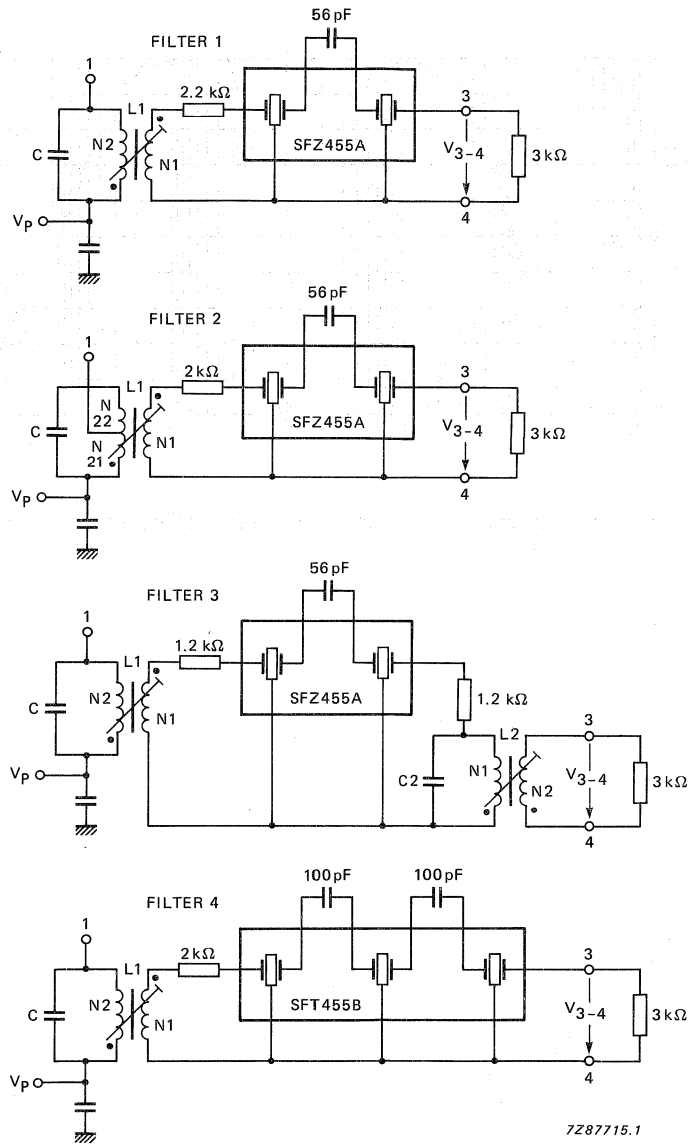 56 pF
FILTER 1
1
L1
2.2 kΩ
C
N2
N1
SFZ455A
3
V3-4
3 kΩ
VP
4
56 pF
FILTER 2
1
L1
2 kΩ
C
N
22
N
21
N1
SFZ455A
3
V3-4
3 kΩ
VP
4
56 pF
FILTER 3
1
L1
1.2 kΩ
C
N2
N1
SFZ455A
1.2 kΩ
L2
3
VP
C2
N1
N2
V3-4
3 kΩ
4
100 pF
100 pF
FILTER 4
1
L1
2 kΩ
C
N2
N1
SFT455B
3
V3-4
3 kΩ
VP
4
7Z87715.1